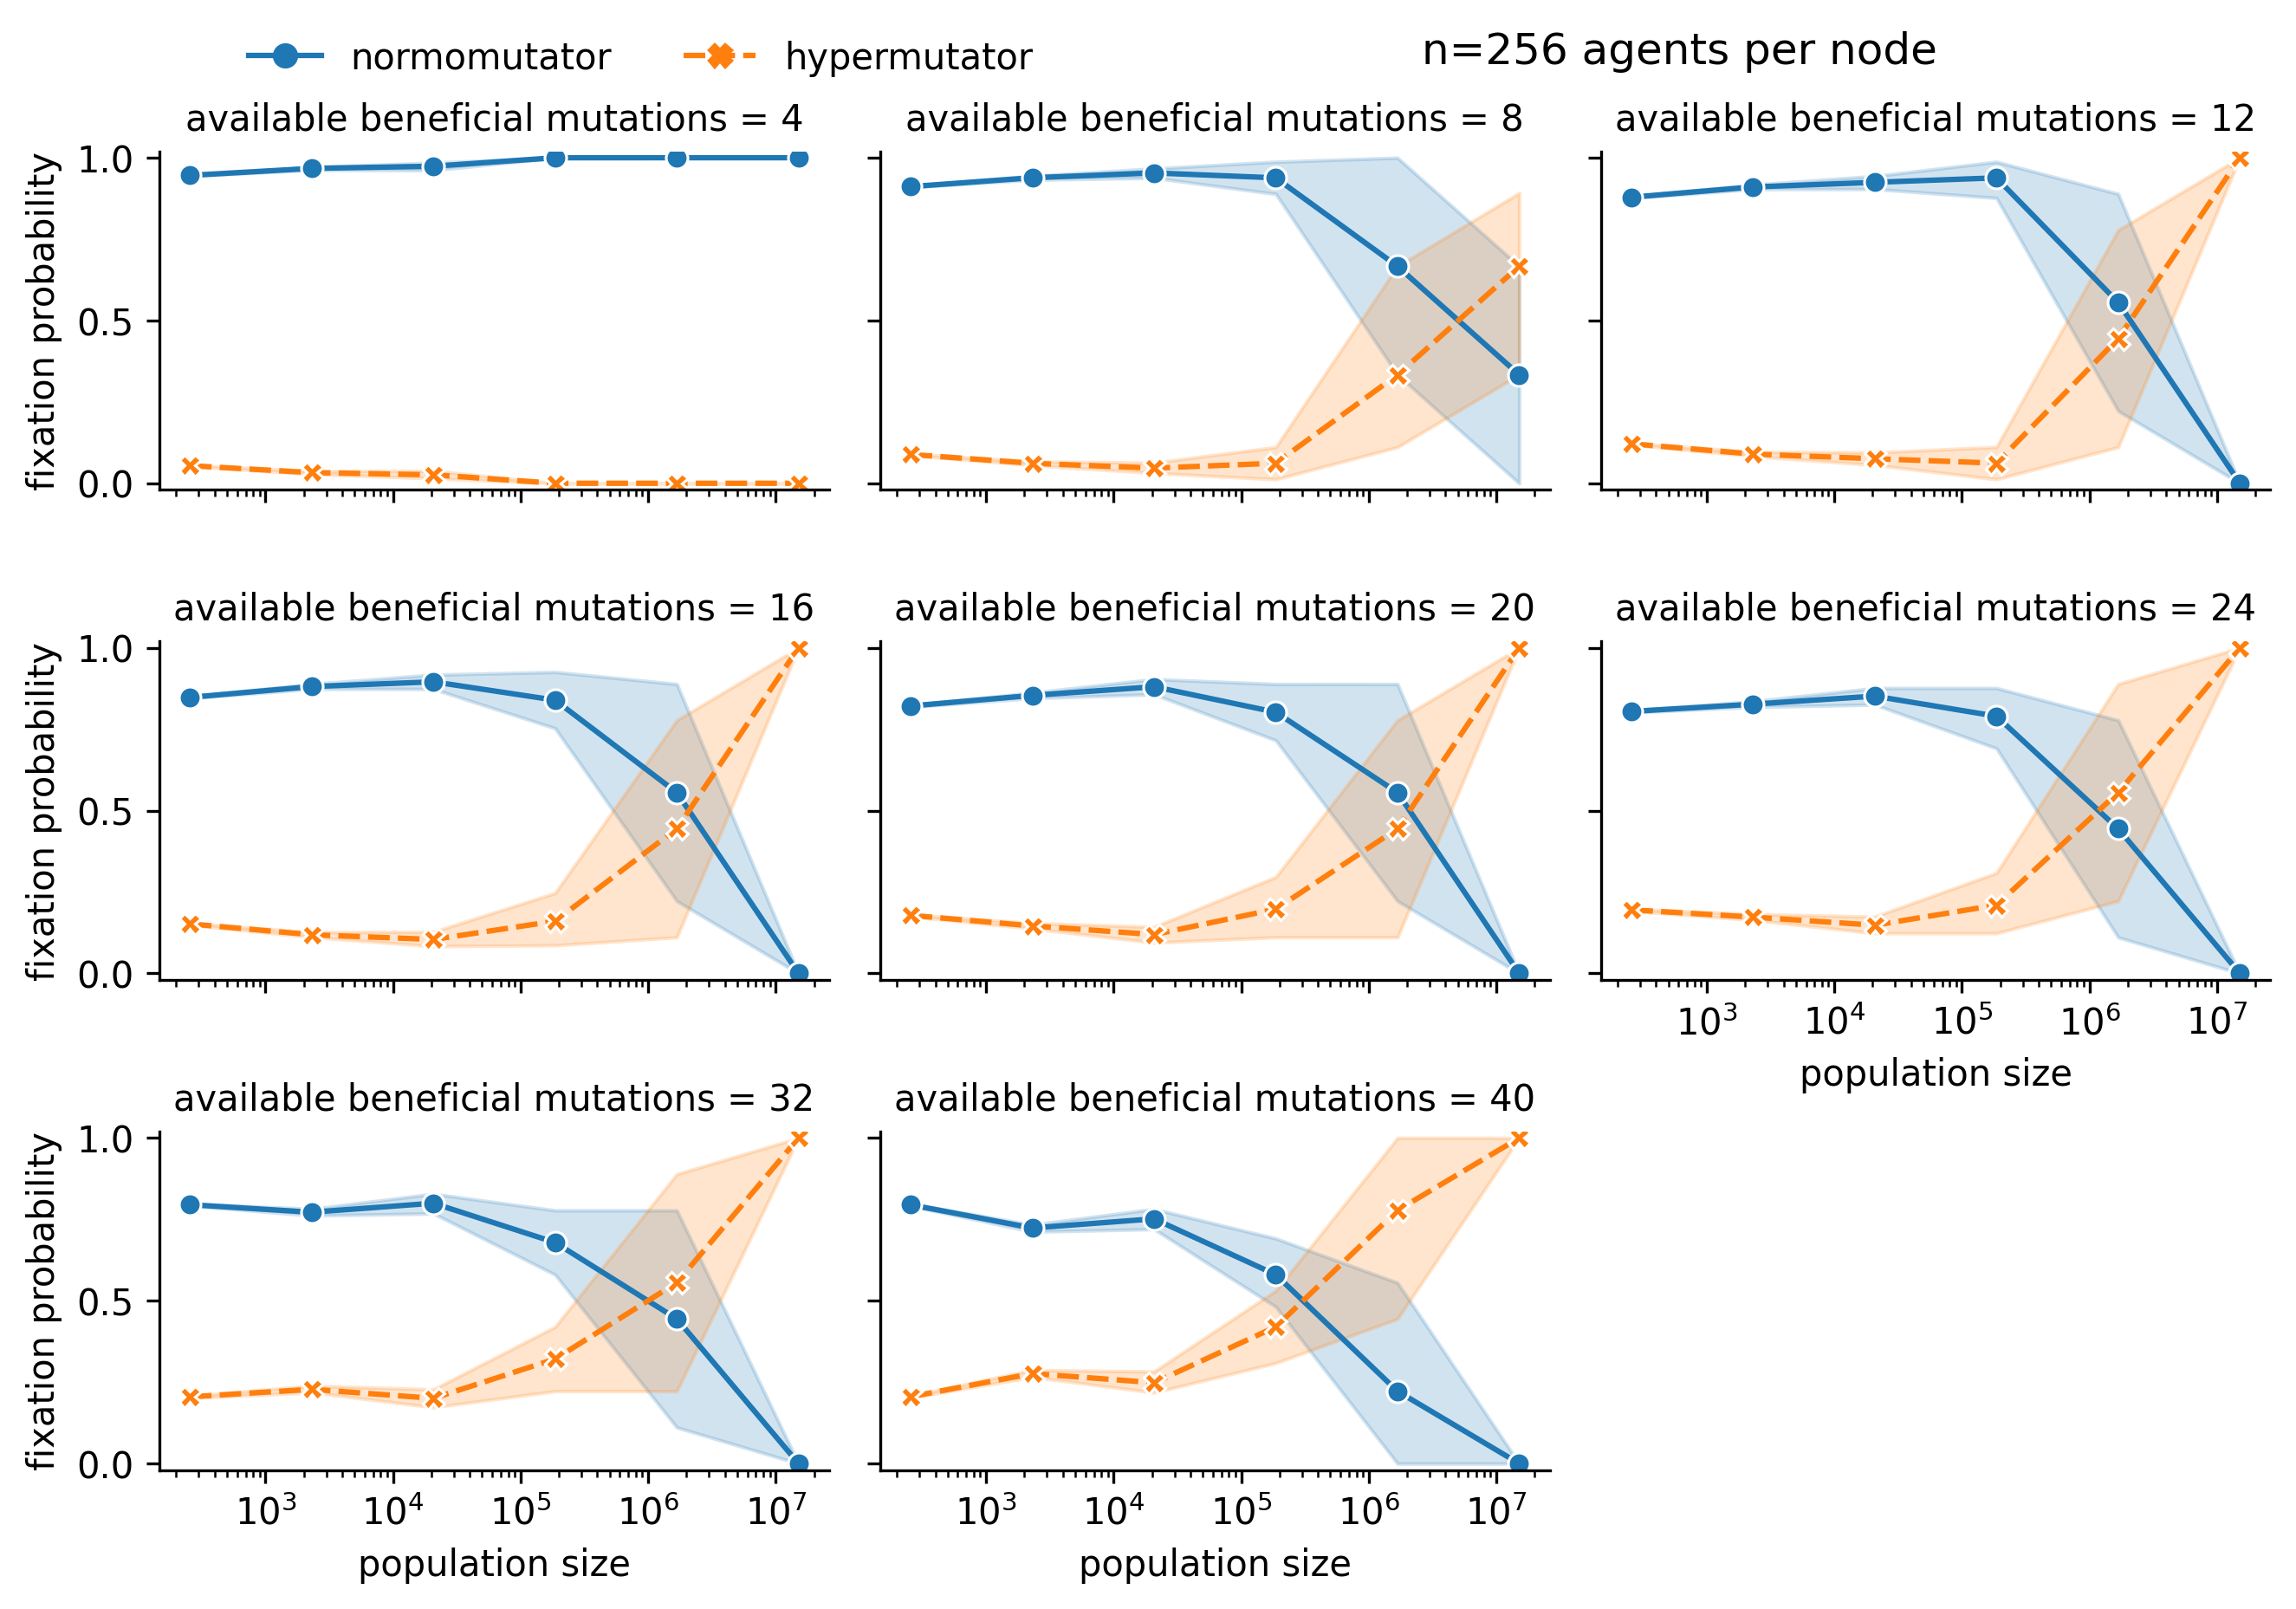 normomutator hypermutator n=256 agents per node
available beneficial mutations = 4 available beneficial mutations = 8 available beneficial mutations = 12
1.0
0.5
0.0
fixation probability
available beneficial mutations = 16 available beneficial mutations = 20 available beneficial mutations = 24
1.0
0.5
0.0
fixation probability
10³ 10⁴ 10⁵ 10⁶ 10⁷
population size
available beneficial mutations = 32 available beneficial mutations = 40
1.0
0.5
0.0
fixation probability
10³ 10⁴ 10⁵ 10⁶ 10⁷ 10³ 10⁴ 10⁵ 10⁶ 10⁷
population size population size